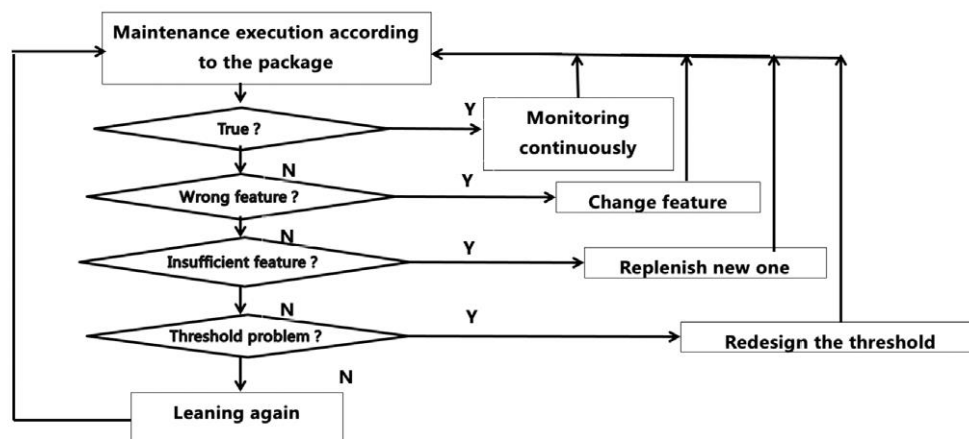 Maintenance execution according
to the package
True ?
Y
Monitoring
continuously
N
Wrong feature ?
Y
Change feature
N
Insufficient feature ?
Y
Replenish new one
N
Threshold problem ?
Y
Redesign the threshold
N
Leaning again